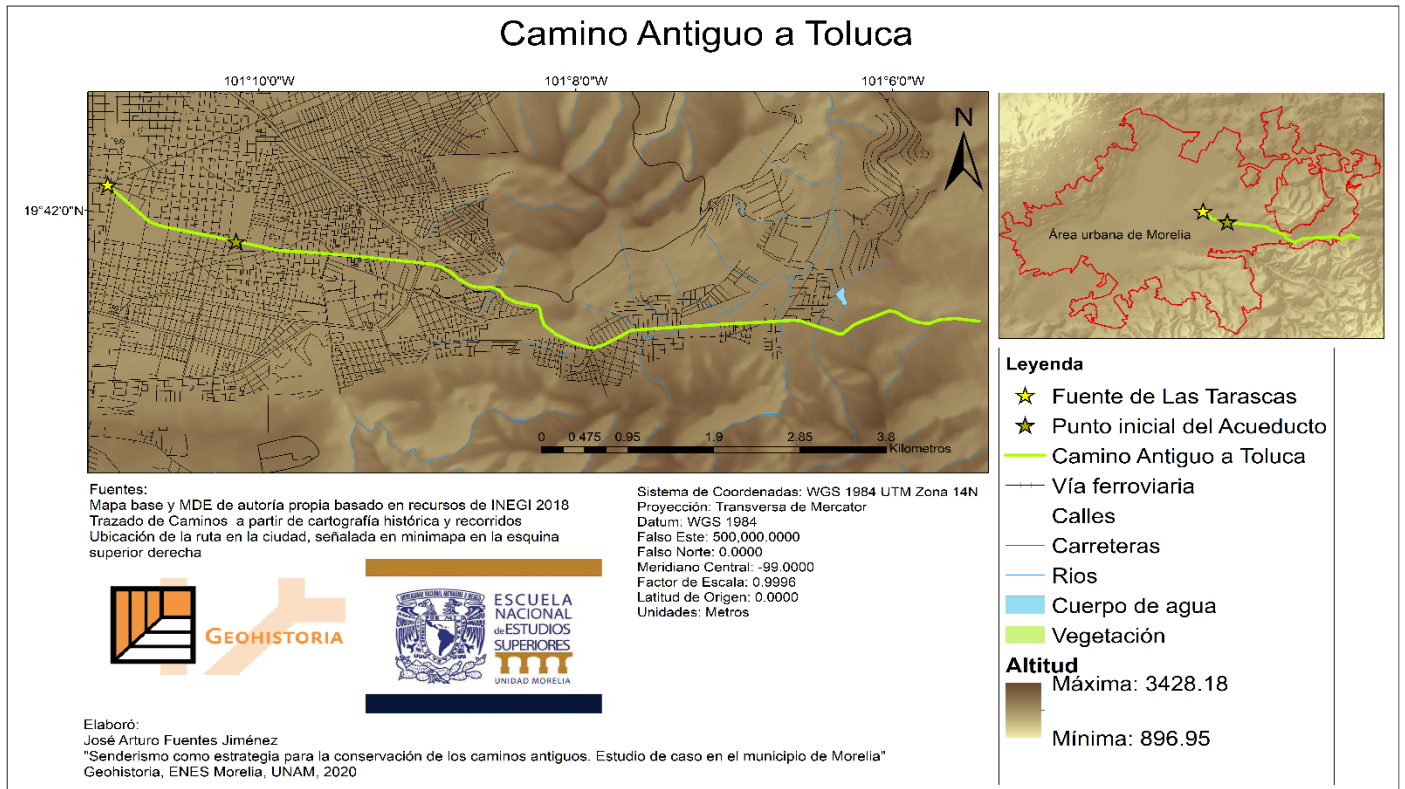 Camino Antiguo a Toluca
101°10'0"W
101°8'0"W
101°6'0"W
19°42'0"N
N
0 0.475 0.95 1.9 2.85 3.8
Kilometros
Área urbana de Morelia
Leyenda
Fuente de Las Tarascas
Punto inicial del Acueducto
Camino Antiguo a Toluca
Vía ferroviaria
Calles
Carreteras
Rios
Cuerpo de agua
Vegetación
Altitud
Máxima: 3428.18
Mínima: 896.95
Fuentes:
Mapa base y MDE de autoría propia basado en recursos de INEGI 2018
Trazado de Caminos a partir de cartografía histórica y recorridos
Ubicación de la ruta en la ciudad, señalada en minimapa en la esquina
superior derecha
Sistema de Coordenadas: WGS 1984 UTM Zona 14N
Proyección: Transversa de Mercator
Datum: WGS 1984
Falso Este: 500,000.0000
Falso Norte: 0.0000
Meridiano Central: -99.0000
Factor de Escala: 0.9996
Latitud de Origen: 0.0000
Unidades: Metros
GEOHISTORIA
ESCUELA
NACIONAL
de ESTUDIOS
SUPERIORES
UNIDAD MORELIA
Elaboró:
José Arturo Fuentes Jiménez
"Senderismo como estrategia para la conservación de los caminos antiguos. Estudio de caso en el municipio de Morelia"
Geohistoria, ENES Morelia, UNAM, 2020